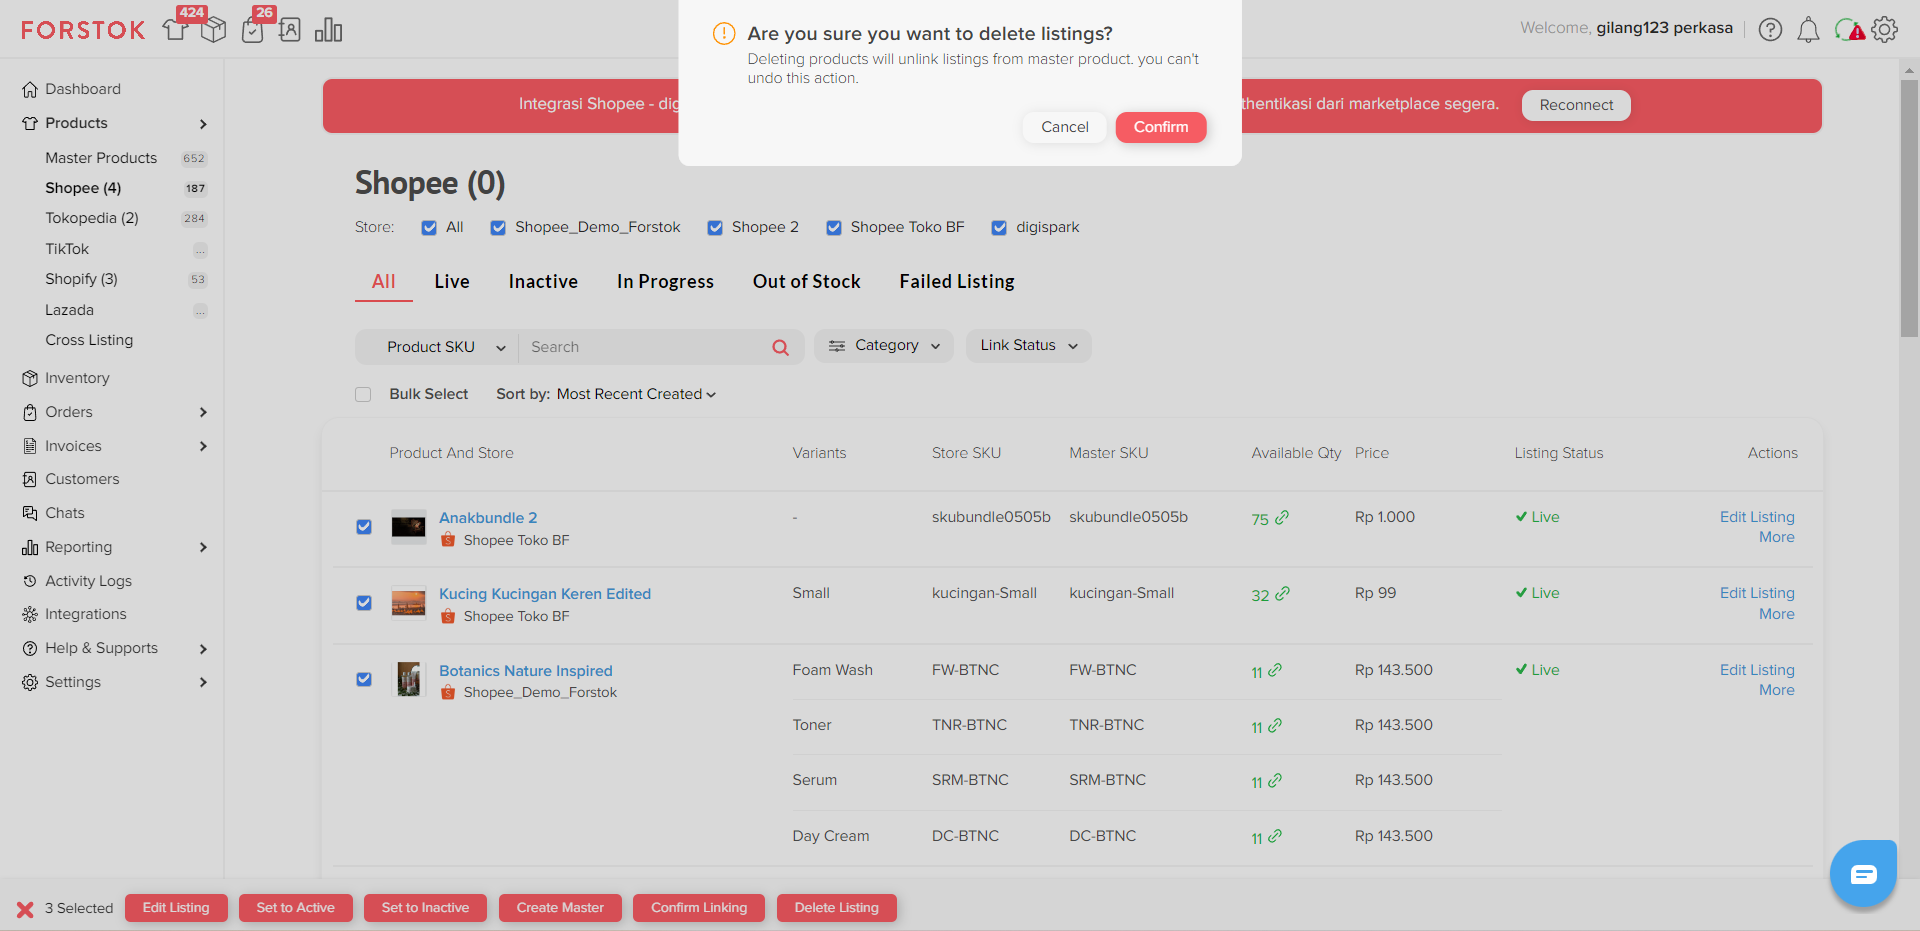 FORSTOK
424
26
Welcome, gilang123 perkasa
Are you sure you want to delete listings?
Deleting products will unlink listings from master product. you can't
undo this action.
Cancel
Confirm
Integrasi Shopee - dig
hentikasi dari marketplace segera.
Reconnect
Dashboard
Products
Master Products 652
Shopee (4) 187
Tokopedia (2) 284
TikTok ...
Shopify (3) 53
Lazada ...
Cross Listing
Inventory
Orders
Invoices
Customers
Chats
Reporting
Activity Logs
Integrations
Help & Supports
Settings
Shopee (0)
Store: All Shopee_Demo_Forstok Shopee 2 Shopee Toko BF digispark
All Live Inactive In Progress Out of Stock Failed Listing
Product SKU Search Category Link Status
Bulk Select Sort by: Most Recent Created
Product And Store Variants Store SKU Master SKU Available Qty Price Listing Status Actions
Anakbundle 2 - skubundle0505b skubundle0505b 75 Rp 1.000 Live Edit Listing
Shopee Toko BF More
Kucing Kucingan Keren Edited Small kucingan-Small kucingan-Small 32 Rp 99 Live Edit Listing
Shopee Toko BF More
Botanics Nature Inspired Foam Wash FW-BTNC FW-BTNC 11 Rp 143.500 Live Edit Listing
Shopee_Demo_Forstok More
Toner TNR-BTNC TNR-BTNC 11 Rp 143.500
Serum SRM-BTNC SRM-BTNC 11 Rp 143.500
Day Cream DC-BTNC DC-BTNC 11 Rp 143.500
3 Selected Edit Listing Set to Active Set to Inactive Create Master Confirm Linking Delete Listing